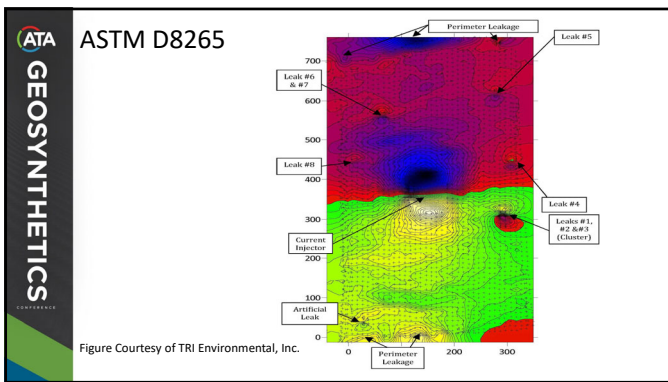 ATA
GEOSYNTHETICS
CONFERENCE
ASTM D8265
Perimeter Leakage
Leak #5
Leak #6
& #7
Leak #8
Leak #4
Leaks #1,
#2 &#3
(Cluster)
Current
Injector
Artificial
Leak
Perimeter
Leakage
700
600
500
400
300
200
100
0
0
200
300
Figure Courtesy of TRI Environmental, Inc.